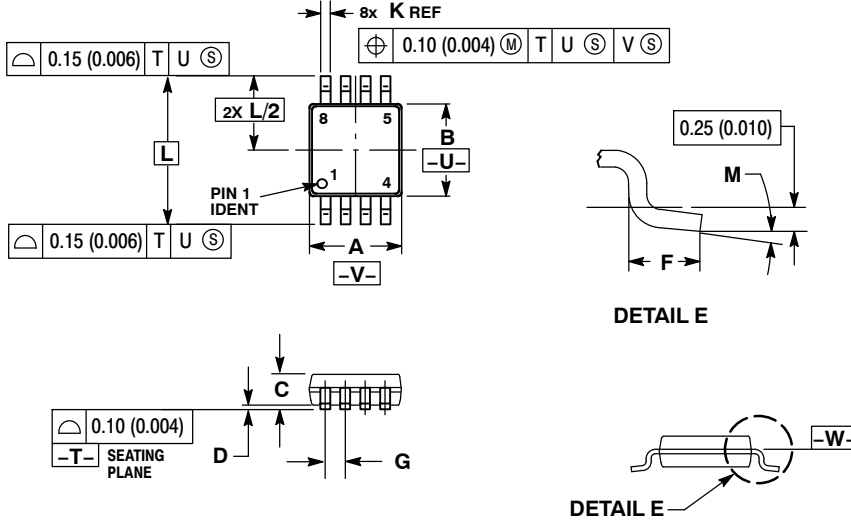 8x K REF
⌖ 0.10 (0.004) Ⓜ T U Ⓢ V Ⓢ
⌓ 0.15 (0.006) T U Ⓢ
2X L/2
8 5
B
–U–
0.25 (0.010)
L
M
PIN 1
IDENT
1 4
⌓ 0.15 (0.006) T U Ⓢ
A
–V–
F
DETAIL E
C
⌓ 0.10 (0.004)
–T– SEATING
PLANE
D
G
–W–
DETAIL E